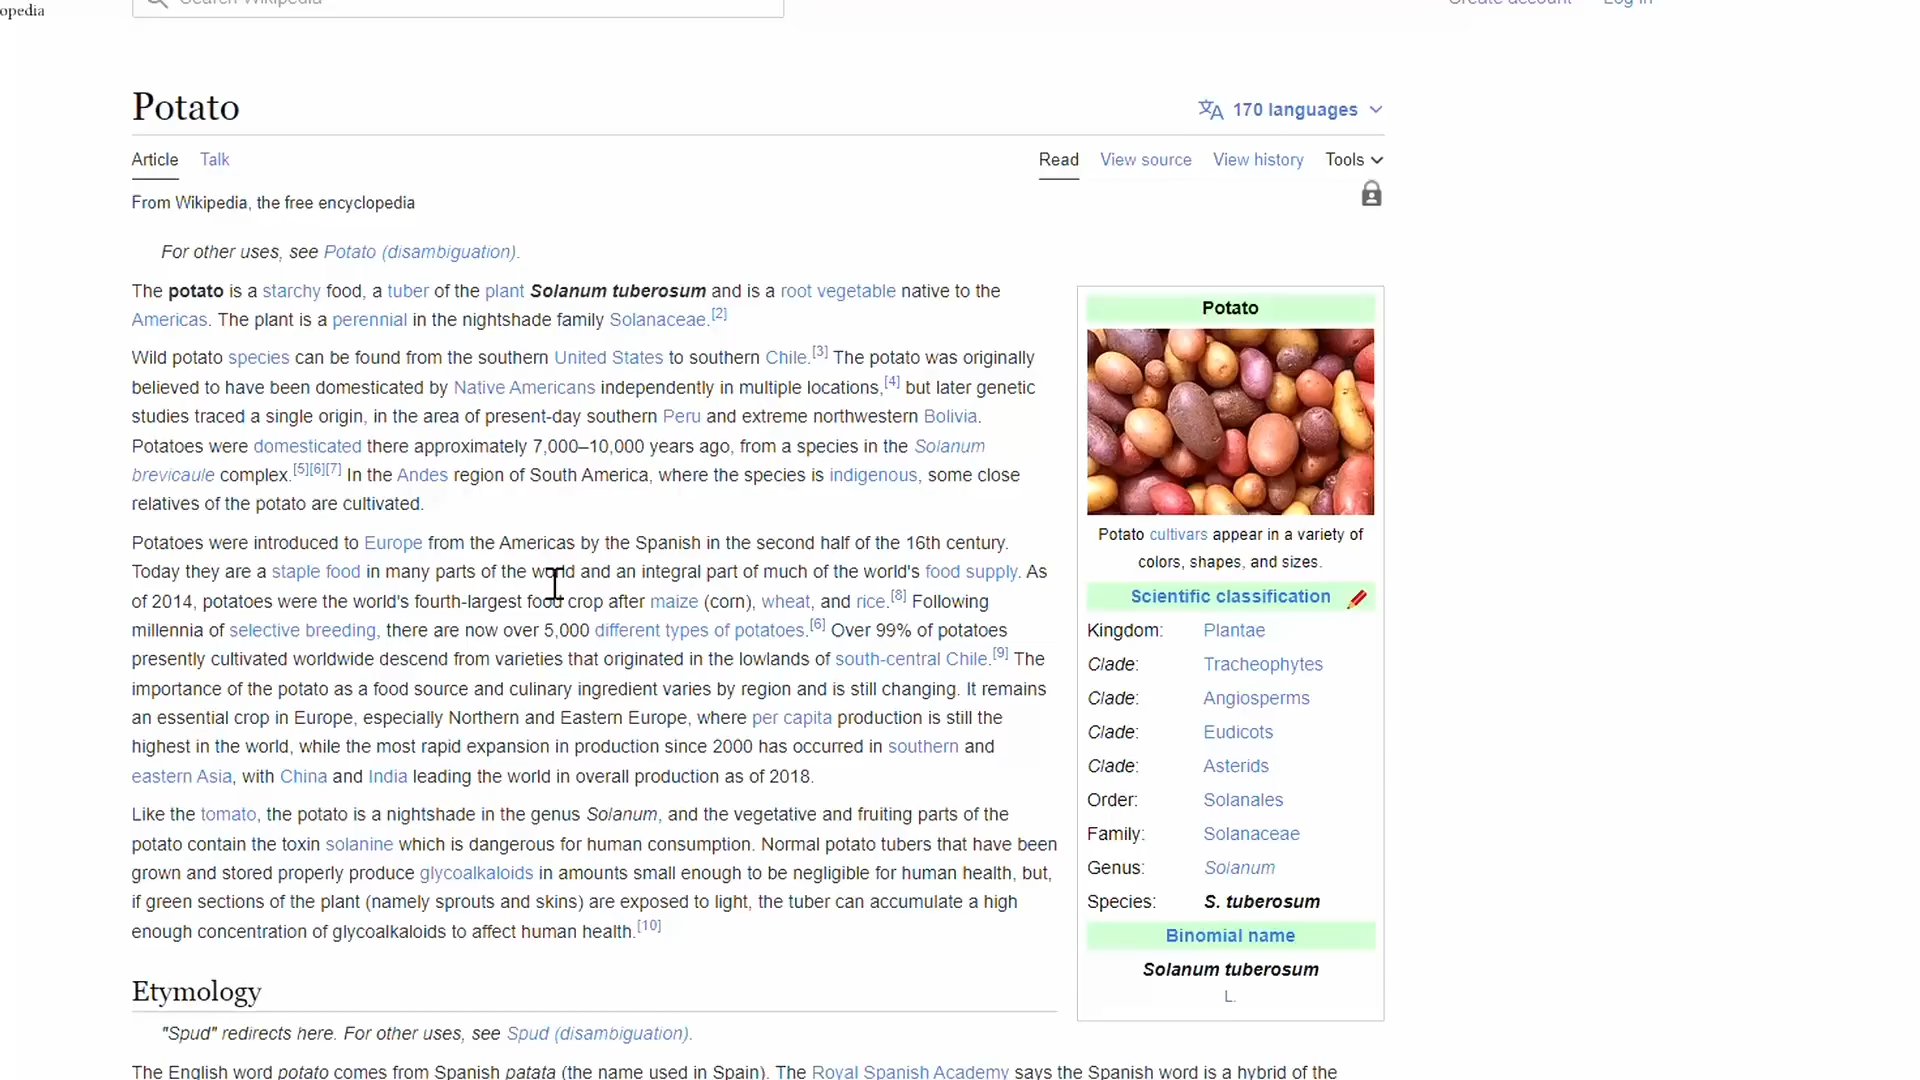 opedia
Search Wikipedia
Create account Log in
Potato
170 languages
Article Talk
Read View source View history Tools
From Wikipedia, the free encyclopedia
For other uses, see Potato (disambiguation).
The potato is a starchy food, a tuber of the plant Solanum tuberosum and is a root vegetable native to the
Americas. The plant is a perennial in the nightshade family Solanaceae.[2]
Wild potato species can be found from the southern United States to southern Chile.[3] The potato was originally
believed to have been domesticated by Native Americans independently in multiple locations,[4] but later genetic
studies traced a single origin, in the area of present-day southern Peru and extreme northwestern Bolivia.
Potatoes were domesticated there approximately 7,000–10,000 years ago, from a species in the Solanum
brevicaule complex.[5][6][7] In the Andes region of South America, where the species is indigenous, some close
relatives of the potato are cultivated.
Potatoes were introduced to Europe from the Americas by the Spanish in the second half of the 16th century.
Today they are a staple food in many parts of the world and an integral part of much of the world's food supply. As
of 2014, potatoes were the world's fourth-largest food crop after maize (corn), wheat, and rice.[8] Following
millennia of selective breeding, there are now over 5,000 different types of potatoes.[6] Over 99% of potatoes
presently cultivated worldwide descend from varieties that originated in the lowlands of south-central Chile.[9] The
importance of the potato as a food source and culinary ingredient varies by region and is still changing. It remains
an essential crop in Europe, especially Northern and Eastern Europe, where per capita production is still the
highest in the world, while the most rapid expansion in production since 2000 has occurred in southern and
eastern Asia, with China and India leading the world in overall production as of 2018.
Like the tomato, the potato is a nightshade in the genus Solanum, and the vegetative and fruiting parts of the
potato contain the toxin solanine which is dangerous for human consumption. Normal potato tubers that have been
grown and stored properly produce glycoalkaloids in amounts small enough to be negligible for human health, but,
if green sections of the plant (namely sprouts and skins) are exposed to light, the tuber can accumulate a high
enough concentration of glycoalkaloids to affect human health.[10]
Potato
Potato cultivars appear in a variety of
colors, shapes, and sizes.
Scientific classification
Kingdom: Plantae
Clade: Tracheophytes
Clade: Angiosperms
Clade: Eudicots
Clade: Asterids
Order: Solanales
Family: Solanaceae
Genus: Solanum
Species: S. tuberosum
Binomial name
Solanum tuberosum
L.
Etymology
"Spud" redirects here. For other uses, see Spud (disambiguation).
The English word potato comes from Spanish patata (the name used in Spain). The Royal Spanish Academy says the Spanish word is a hybrid of the